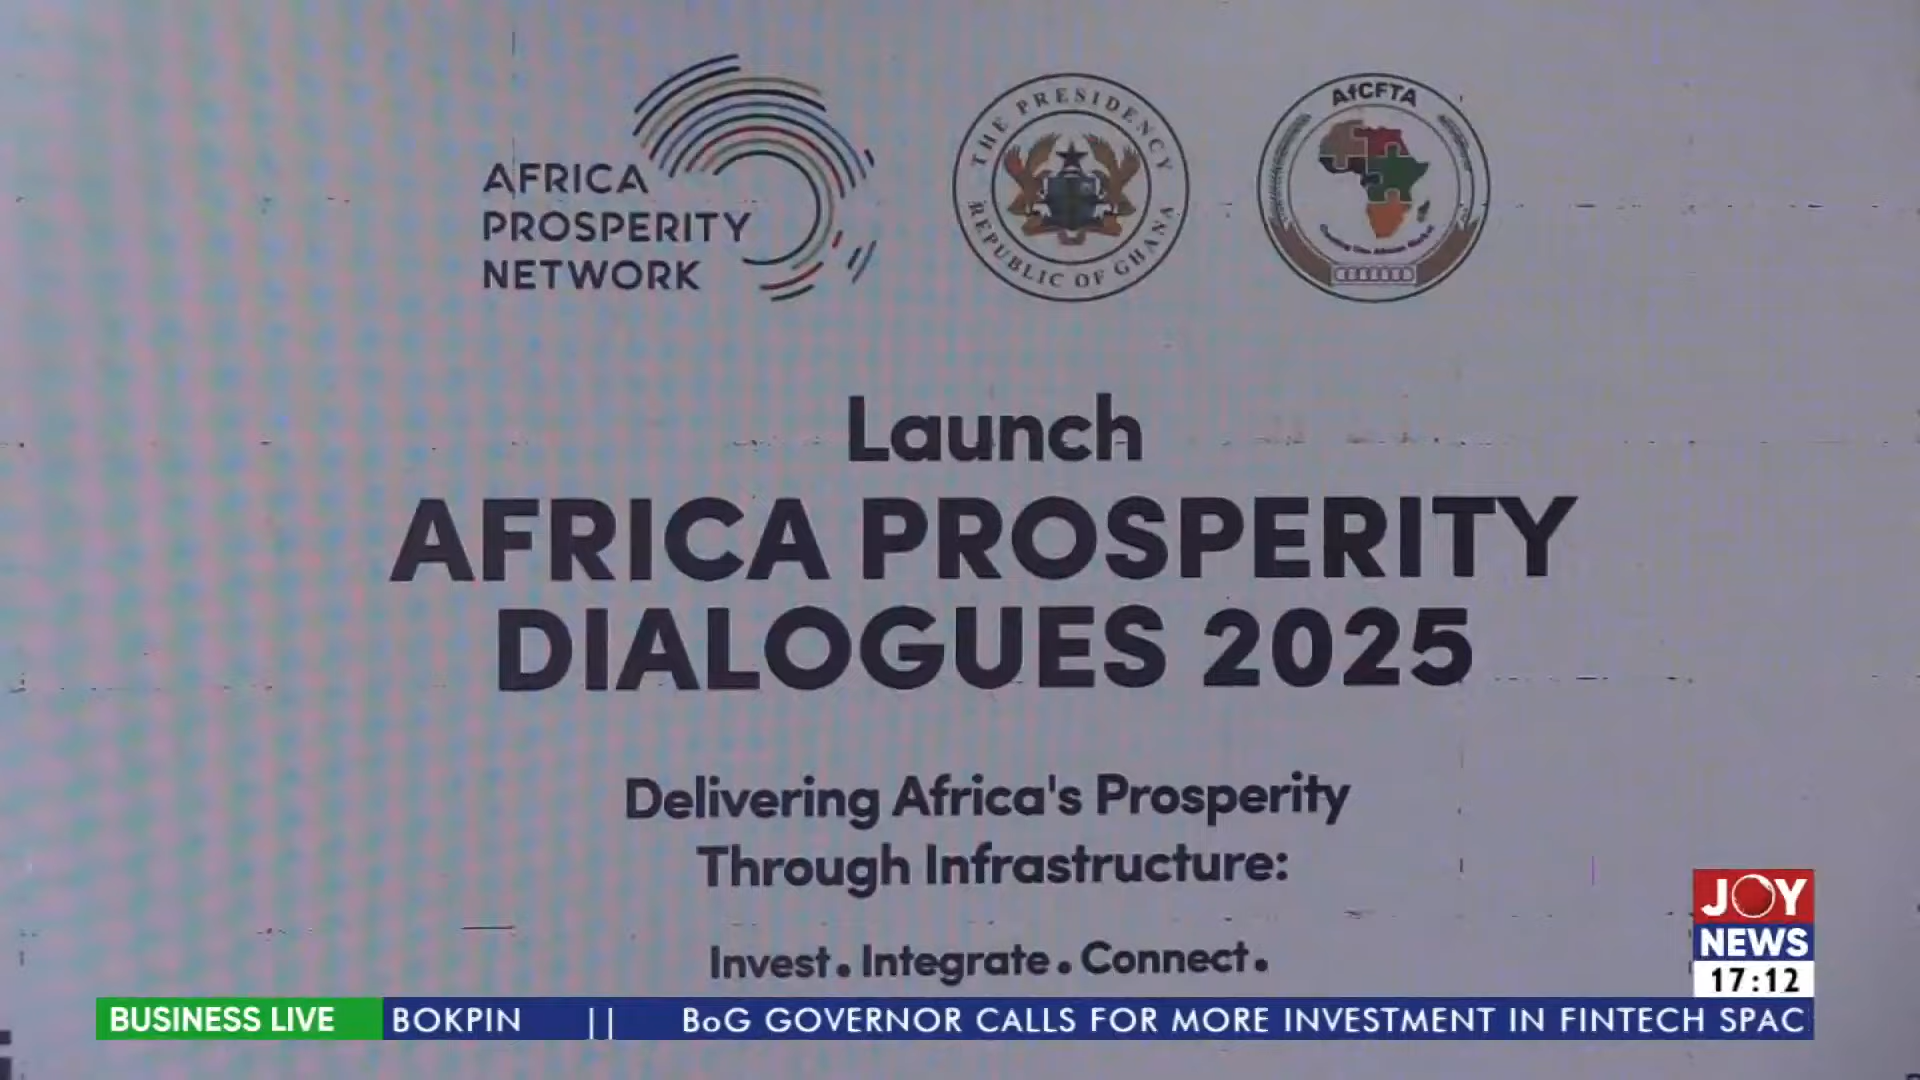 AFRICA
PROSPERITY
NETWORK
THE PRESIDENCY
REPUBLIC OF GHANA
AfCFTA
Launch
AFRICA PROSPERITY
DIALOGUES 2025
Delivering Africa's Prosperity
Through Infrastructure:
Invest. Integrate. Connect.
JOY
NEWS
17:12
BUSINESS LIVE
BOKPIN || BoG GOVERNOR CALLS FOR MORE INVESTMENT IN FINTECH SPAC